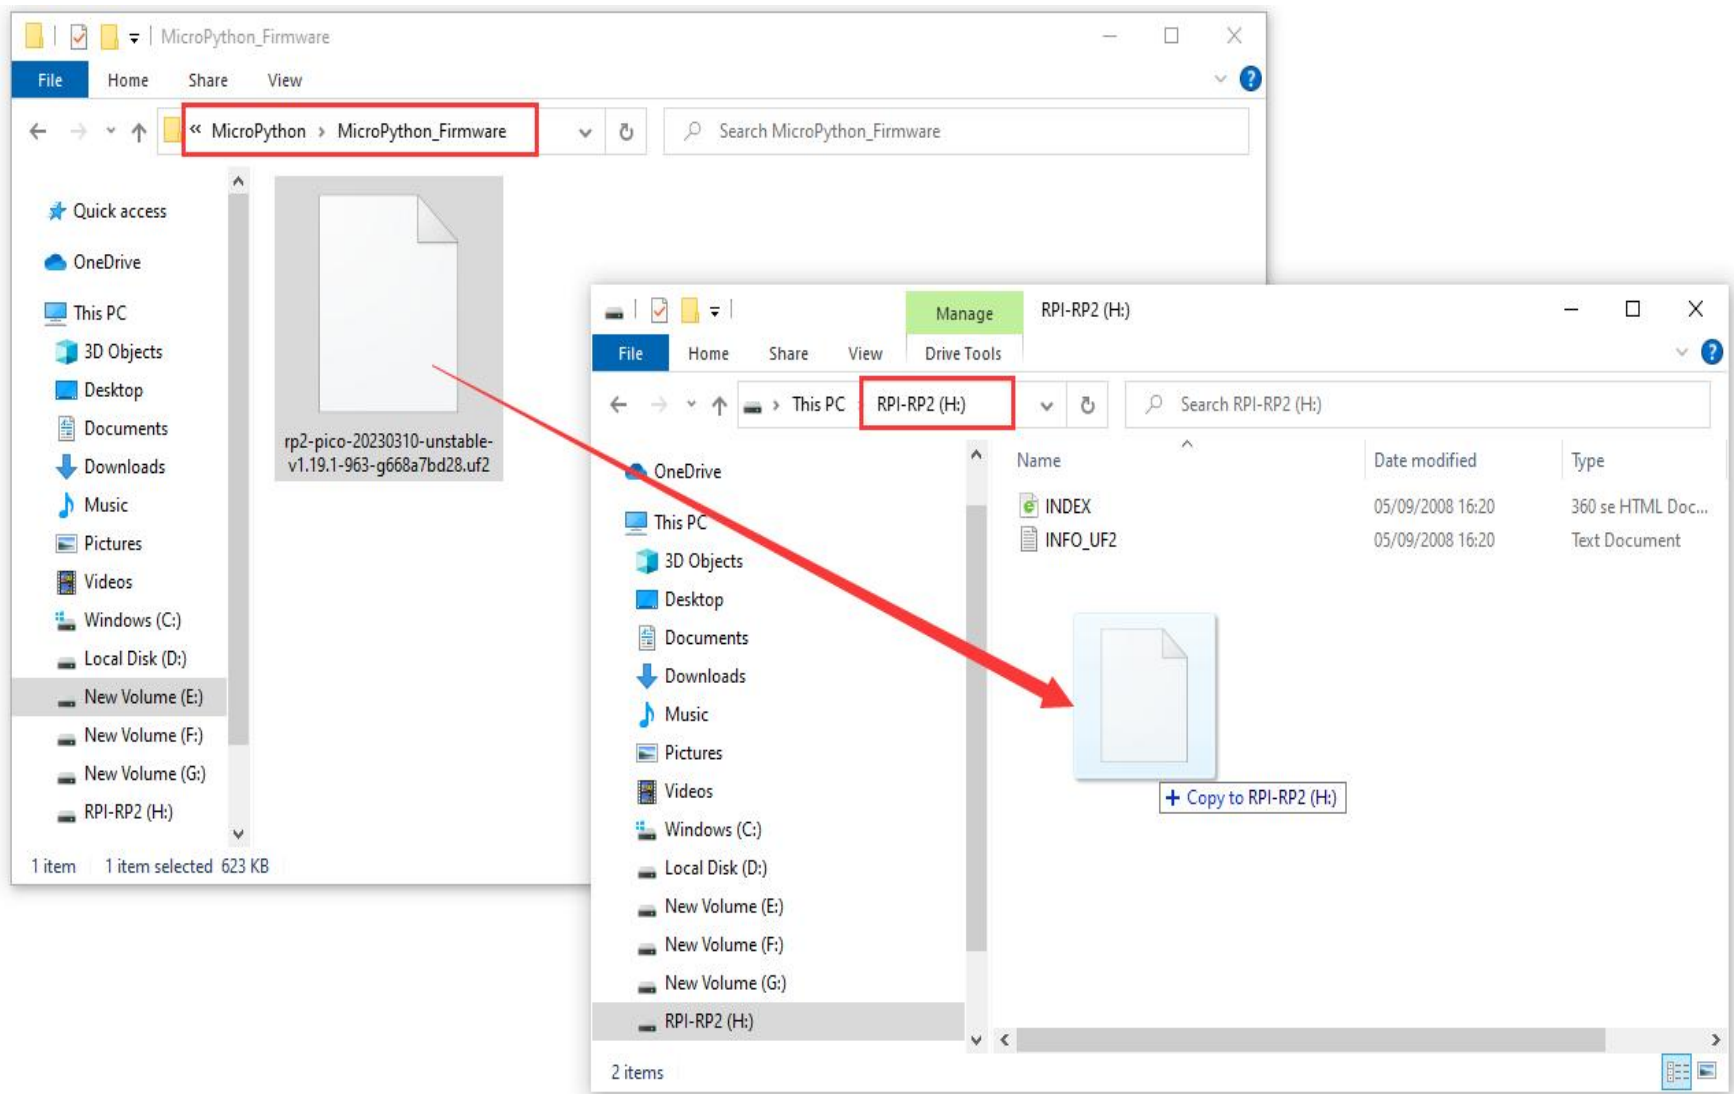 MicroPython_Firmware
File Home Share View
« MicroPython > MicroPython_Firmware
Search MicroPython_Firmware
Quick access
OneDrive
This PC
3D Objects
Desktop
Documents
Downloads
Music
Pictures
Videos
Windows (C:)
Local Disk (D:)
New Volume (E:)
New Volume (F:)
New Volume (G:)
RPI-RP2 (H:)
rp2-pico-20230310-unstable-
v1.19.1-963-g668a7bd28.uf2
1 item 1 item selected 623 KB
Manage RPI-RP2 (H:)
File Home Share View Drive Tools
> This PC RPI-RP2 (H:)
Search RPI-RP2 (H:)
OneDrive
This PC
3D Objects
Desktop
Documents
Downloads
Music
Pictures
Videos
Windows (C:)
Local Disk (D:)
New Volume (E:)
New Volume (F:)
New Volume (G:)
RPI-RP2 (H:)
Name Date modified Type
INDEX 05/09/2008 16:20 360 se HTML Doc...
INFO_UF2 05/09/2008 16:20 Text Document
+ Copy to RPI-RP2 (H:)
2 items